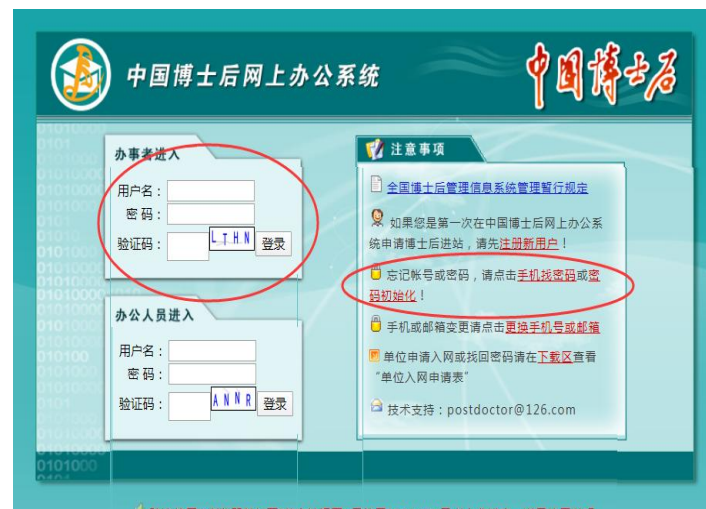 中国博士后网上办公系统
中国博士后
办事者进入
用户名：
密 码：
验证码：
LTHN
登录
办公人员进入
用户名：
密 码：
验证码：
ANNR
登录
注意事项
全国博士后管理信息系统管理暂行规定
如果您是第一次在中国博士后网上办公系
统申请博士后进站，请先注册新用户！
忘记帐号或密码，请点击手机找密码或密
码初始化！
手机或邮箱变更请点击更换手机号或邮箱
单位申请入网或找回密码请在下载区查看
“单位入网申请表”
技术支持：postdoctor@126.com